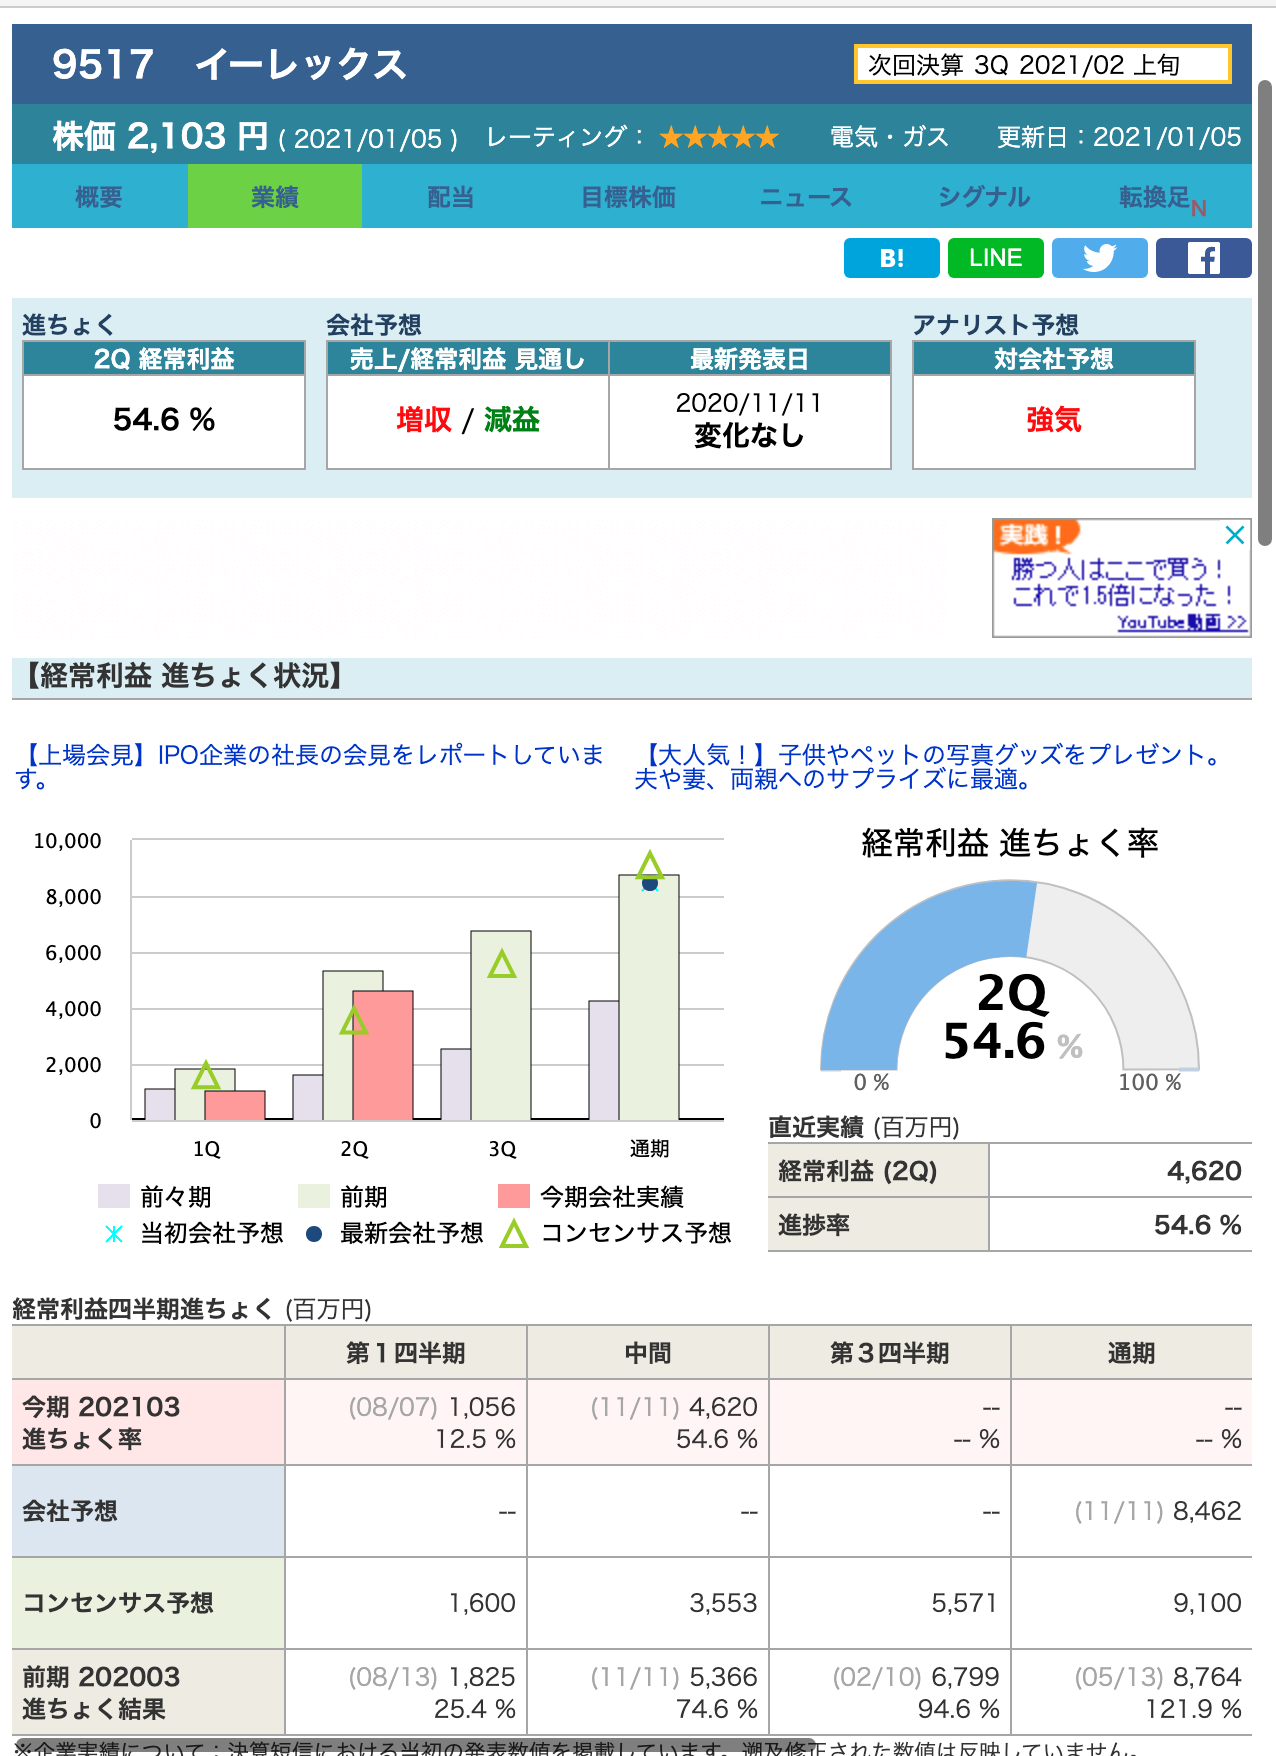 9517　イーレックス
次回決算 3Q 2021/02 上旬
株価 2,103 円 ( 2021/01/05 ) レーティング： ★★★★★ 電気・ガス 更新日：2021/01/05
概要 業績 配当 目標株価 ニュース シグナル 転換足N
B! LINE
進ちょく 会社予想 アナリスト予想
2Q 経常利益 売上/経常利益 見通し 最新発表日 対会社予想
54.6 % 増収 / 減益 2020/11/11 強気
変化なし
実践！
勝つ人はここで買う！
これで1.5倍になった！
YouTube動画 >>
【経常利益 進ちょく状況】
【上場会見】IPO企業の社長の会見をレポートしていま
す。
【大人気！】子供やペットの写真グッズをプレゼント。
夫や妻、両親へのサプライズに最適。
10,000
8,000
6,000
4,000
2,000
0
1Q 2Q 3Q 通期
前々期 前期 今期会社実績
当初会社予想 最新会社予想 コンセンサス予想
経常利益 進ちょく率
2Q
54.6 %
0 % 100 %
直近実績 (百万円)
経常利益 (2Q) 4,620
進捗率 54.6 %
経常利益四半期進ちょく (百万円)
第１四半期 中間 第３四半期 通期
今期 202103 (08/07) 1,056 (11/11) 4,620 -- --
進ちょく率 12.5 % 54.6 % -- % -- %
会社予想 -- -- -- (11/11) 8,462
コンセンサス予想 1,600 3,553 5,571 9,100
前期 202003 (08/13) 1,825 (11/11) 5,366 (02/10) 6,799 (05/13) 8,764
進ちょく結果 25.4 % 74.6 % 94.6 % 121.9 %
※企業実績について：決算短信における当初の発表数値を掲載しています。遡及修正された数値は反映していません。